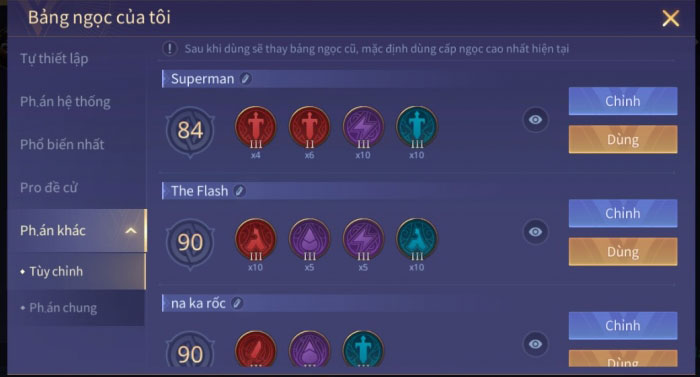 Bảng ngọc của tôi
Sau khi dùng sẽ thay bảng ngọc cũ, mặc định dùng cấp ngọc cao nhất hiện tại
Tự thiết lập
Ph.án hệ thống
Phổ biến nhất
Pro đề cử
Ph.án khác
• Tùy chỉnh
• Ph.án chung
Superman
84
III
x4
II
x6
III
x10
III
x10
Chỉnh
Dùng
The Flash
90
III
x10
III
x5
III
x5
III
x10
Chỉnh
Dùng
na ka rốc
90
Chỉnh
Dùng